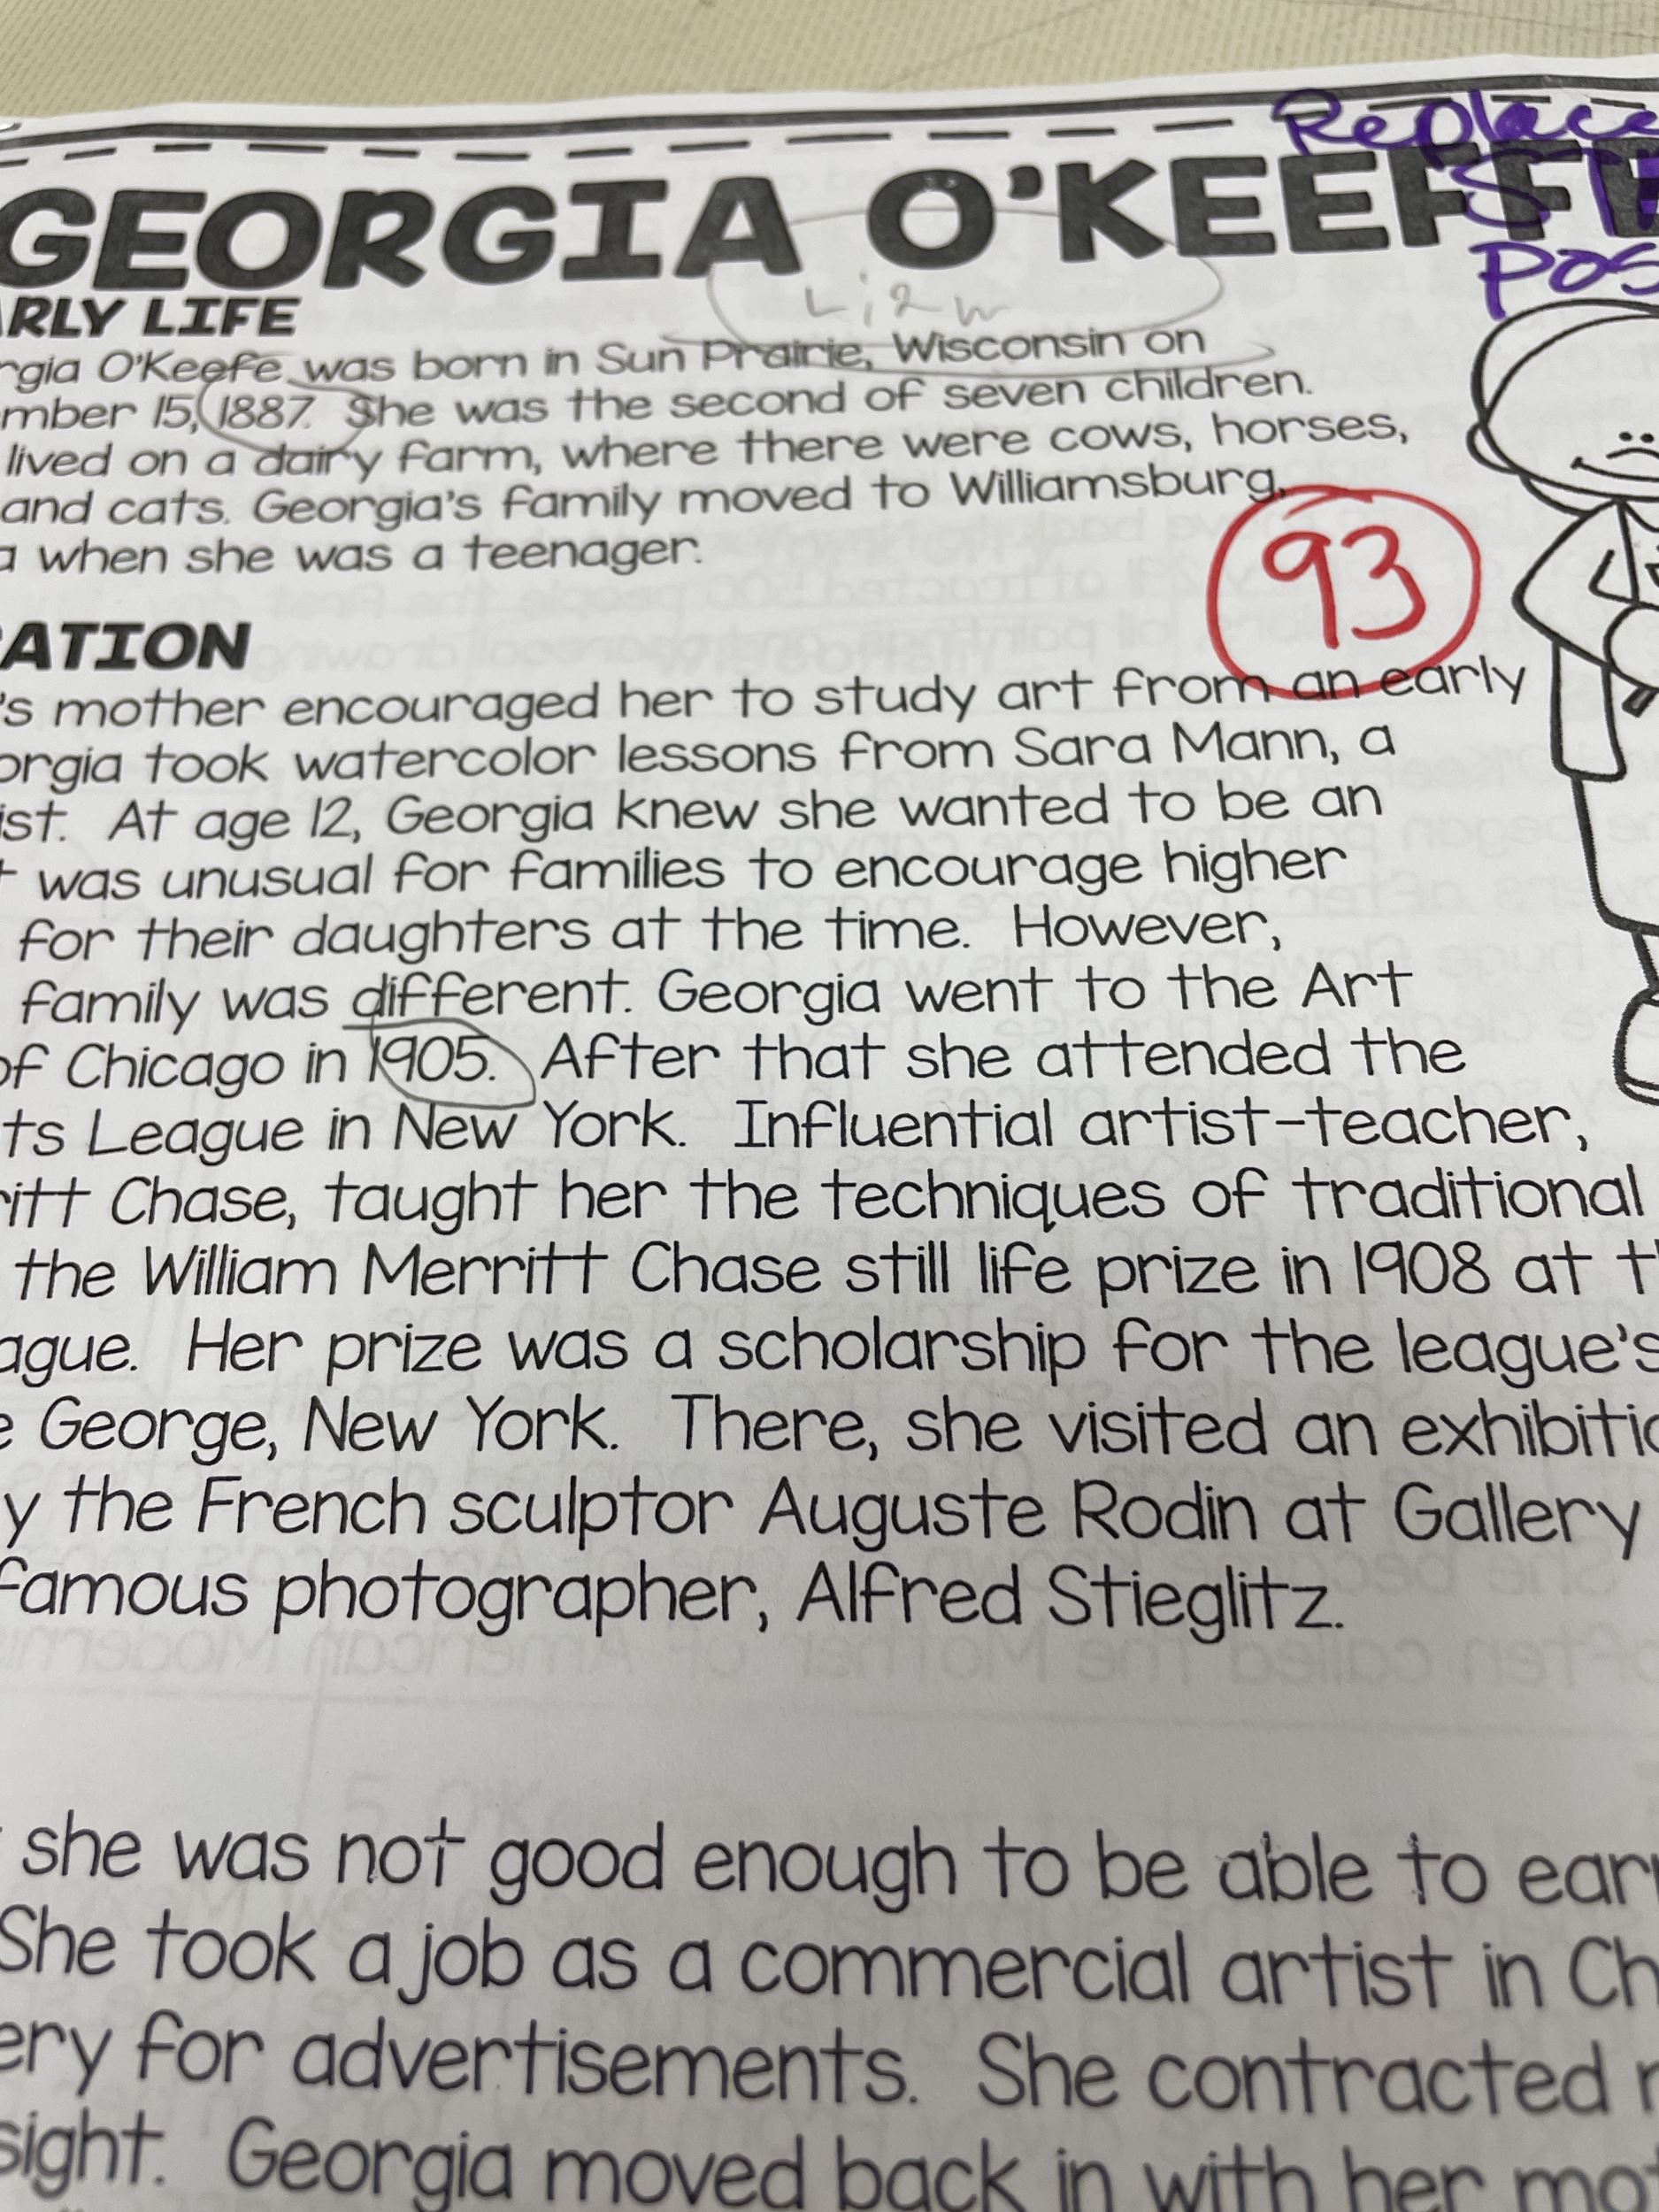 Replace
GEORGIA O'KEEFFE
ST
POS
ARLY LIFE
Li2w
rgia O'Keefe was born in Sun Prairie, Wisconsin on
mber 15, 1887. She was the second of seven children.
lived on a dairy farm, where there were cows, horses,
and cats. Georgia's family moved to Williamsburg,
a when she was a teenager.
93
CATION
's mother encouraged her to study art from an early
orgia took watercolor lessons from Sara Mann, a
ist. At age 12, Georgia knew she wanted to be an
t was unusual for families to encourage higher
for their daughters at the time. However,
family was different. Georgia went to the Art
of Chicago in 1905. After that she attended the
ts League in New York. Influential artist-teacher,
ritt Chase, taught her the techniques of traditional
the William Merritt Chase still life prize in 1908 at t
ague. Her prize was a scholarship for the league's
e George, New York. There, she visited an exhibitio
y the French sculptor Auguste Rodin at Gallery
famous photographer, Alfred Stieglitz.
she was not good enough to be able to earn
She took a job as a commercial artist in Ch
ery for advertisements. She contracted
sight. Georgia moved back in with her mot